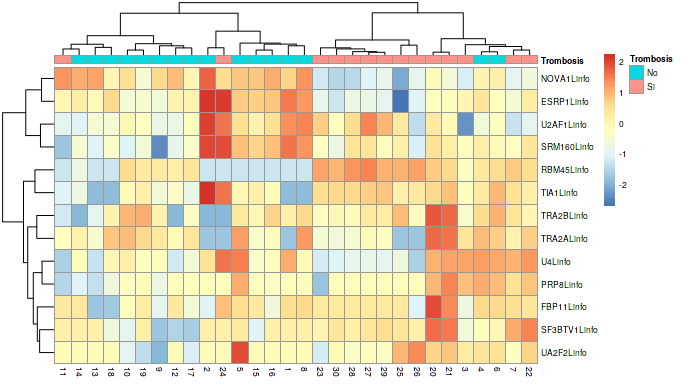 Trombosis
NOVA1Linfo
ESRP1Linfo
U2AF1Linfo
SRM160Linfo
RBM45Linfo
TIA1Linfo
TRA2BLinfo
TRA2ALinfo
U4Linfo
PRP8Linfo
FBP11Linfo
SF3BTV1Linfo
UA2F2Linfo
11 14 13 18 10 19 9 12 17 2 24 5 15 16 1 8 23 30 28 27 29 25 26 20 21 3 4 6 7 22
2
1
0
-1
-2
Trombosis
No
Si